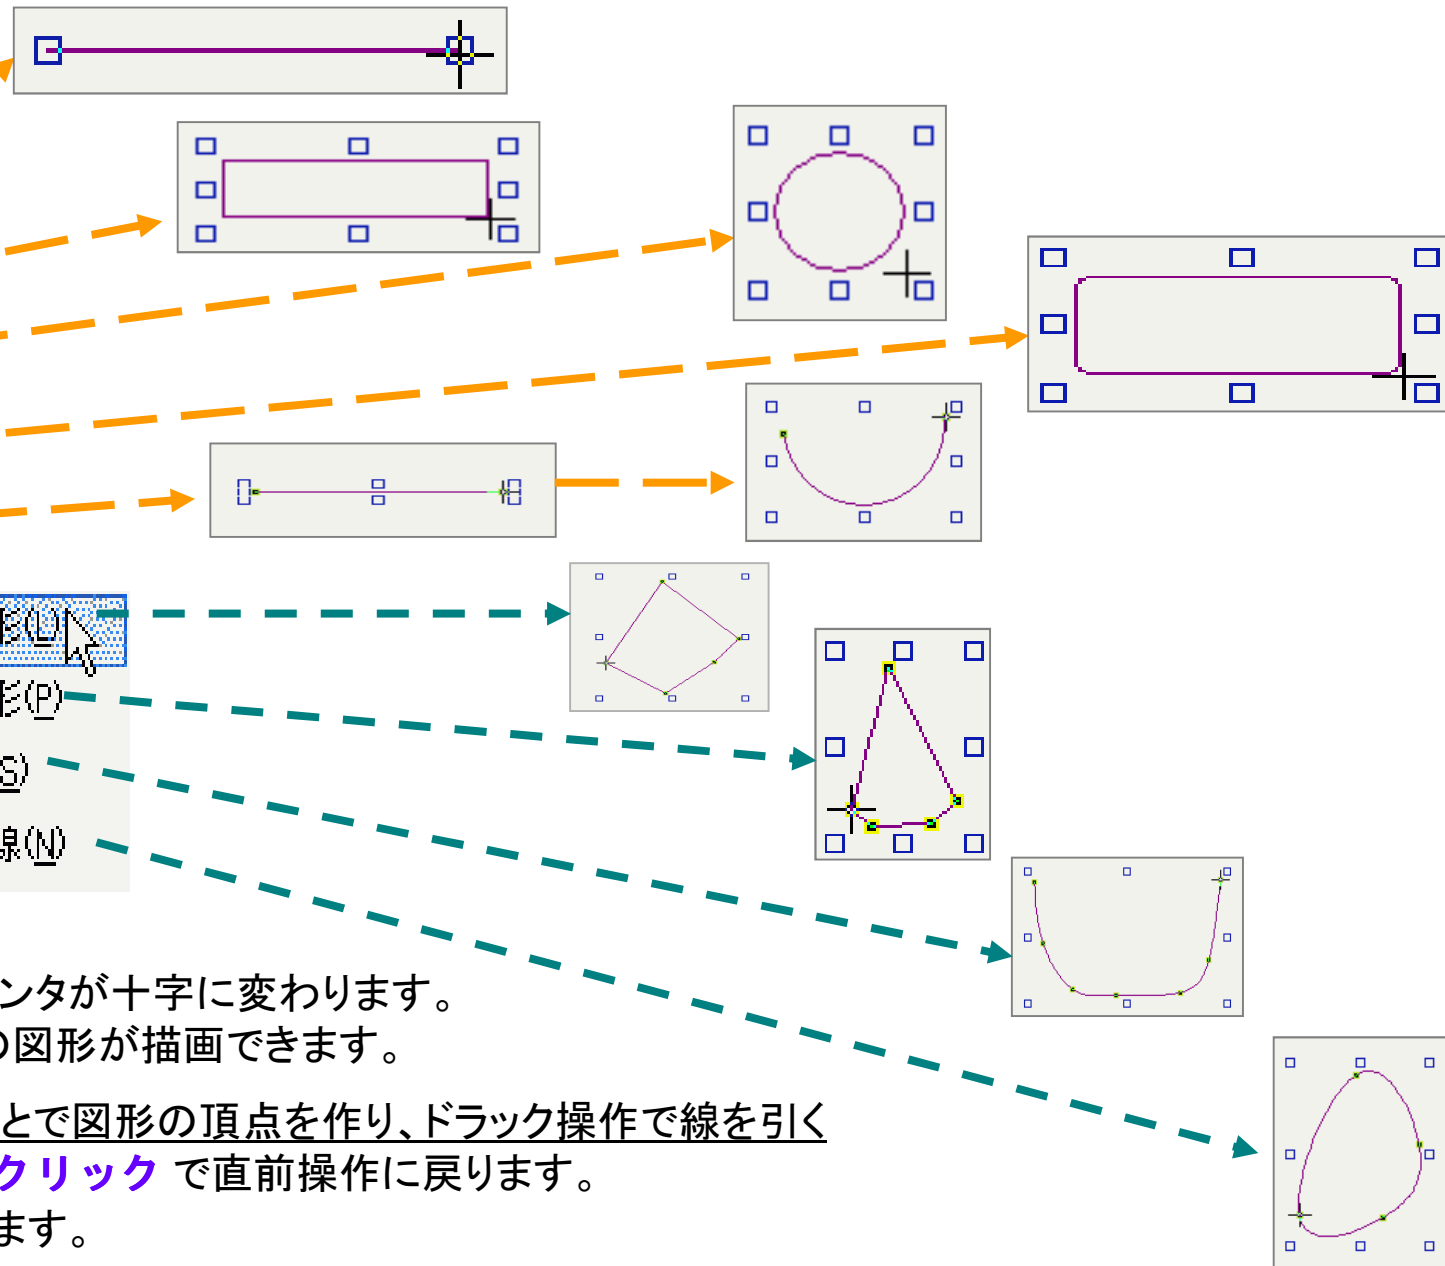 形(L)
形(P)
(S)
線(N)
ンタが十字に変わります。
の図形が描画できます。
とで図形の頂点を作り、ドラック操作で線を引く
クリック で直前操作に戻ります。
ます。